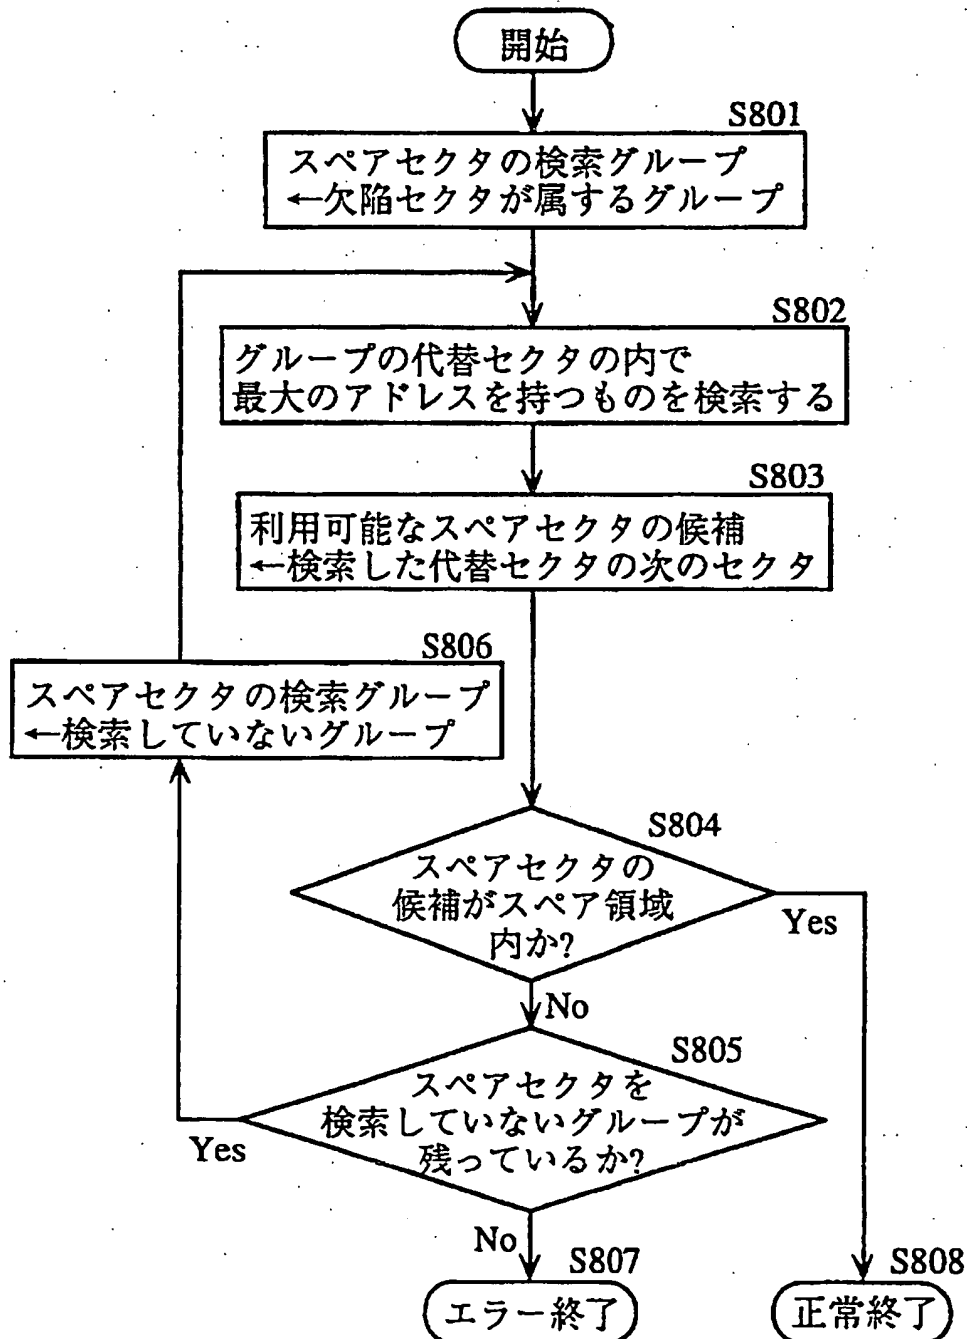 開始
S801
スペアセクタの検索グループ
←欠陥セクタが属するグループ
S802
グループの代替セクタの内で
最大のアドレスを持つものを検索する
S803
利用可能なスペアセクタの候補
←検索した代替セクタの次のセクタ
S806
スペアセクタの検索グループ
←検索していないグループ
S804
スペアセクタの
候補がスペア領域
内か?
Yes
No
S805
スペアセクタを
検索していないグループが
残っているか?
Yes
No
S807
エラー終了
S808
正常終了